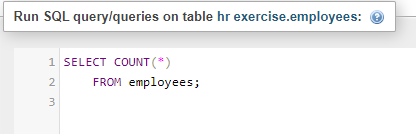 Run SQL query/queries on table hr exercise.employees:
1 SELECT COUNT(*)
2 FROM employees;
3